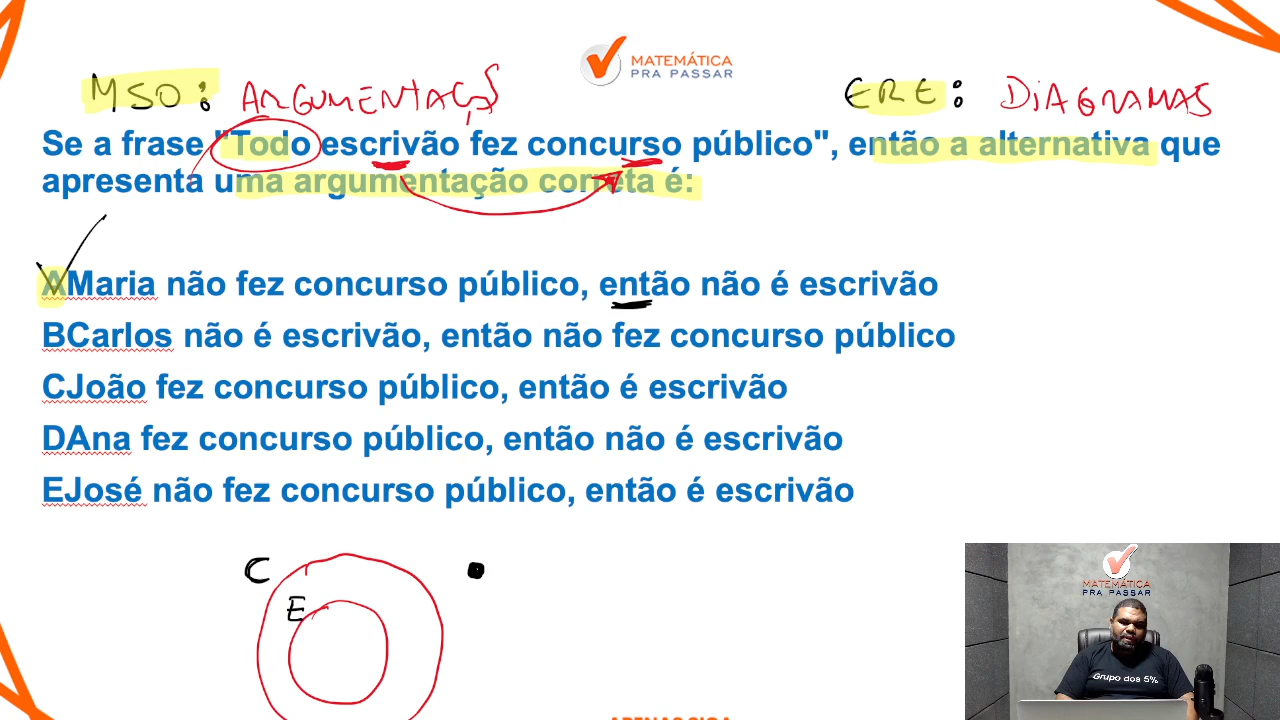 MATEMÁTICA
PRA PASSAR
MSO: ARGUMENTAÇÃO
ERE: DIAGRAMAS
Se a frase "Todo escrivão fez concurso público", então a alternativa que
apresenta uma argumentação correta é:
AMaria não fez concurso público, então não é escrivão
BCarlos não é escrivão, então não fez concurso público
CJoão fez concurso público, então é escrivão
DAna fez concurso público, então não é escrivão
EJosé não fez concurso público, então é escrivão
C
E
MATEMÁTICA
PRA PASSAR
Grupo dos 5%